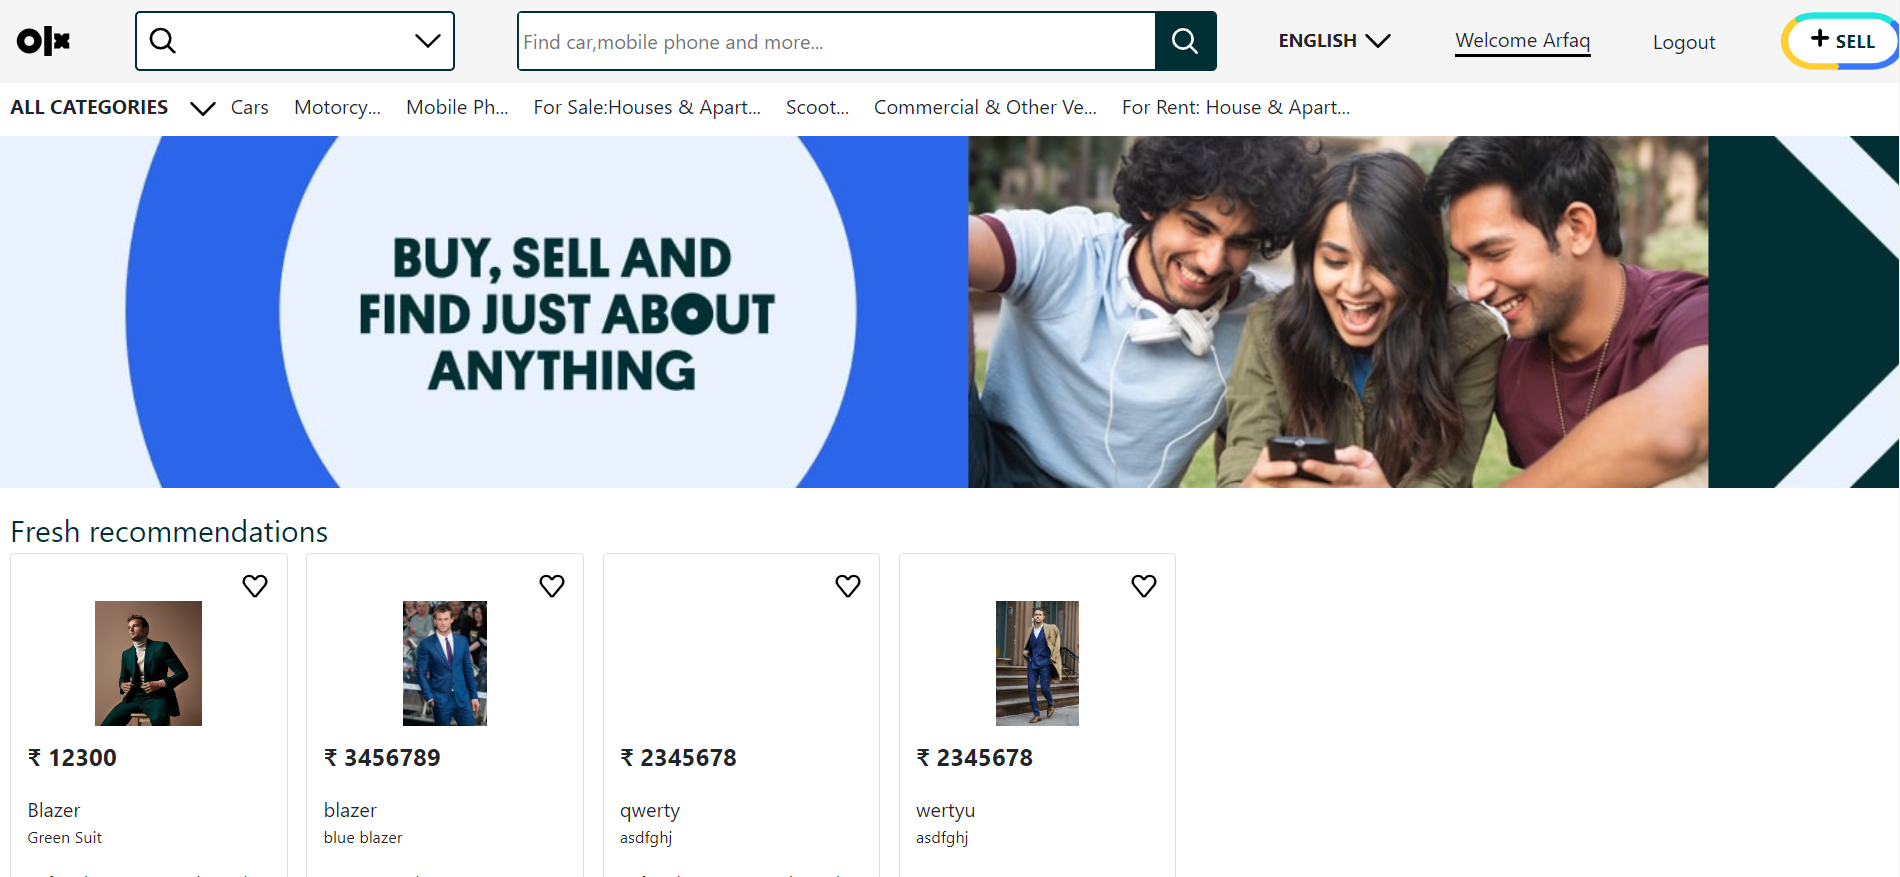 olx
Find car,mobile phone and more...
ENGLISH
Welcome Arfaq
Logout
+ SELL
ALL CATEGORIES
Cars
Motorcy...
Mobile Ph...
For Sale:Houses & Apart...
Scoot...
Commercial & Other Ve...
For Rent: House & Apart...
BUY, SELL AND
FIND JUST ABOUT
ANYTHING
Fresh recommendations
₹ 12300
Blazer
Green Suit
₹ 3456789
blazer
blue blazer
₹ 2345678
qwerty
asdfghj
₹ 2345678
wertyu
asdfghj